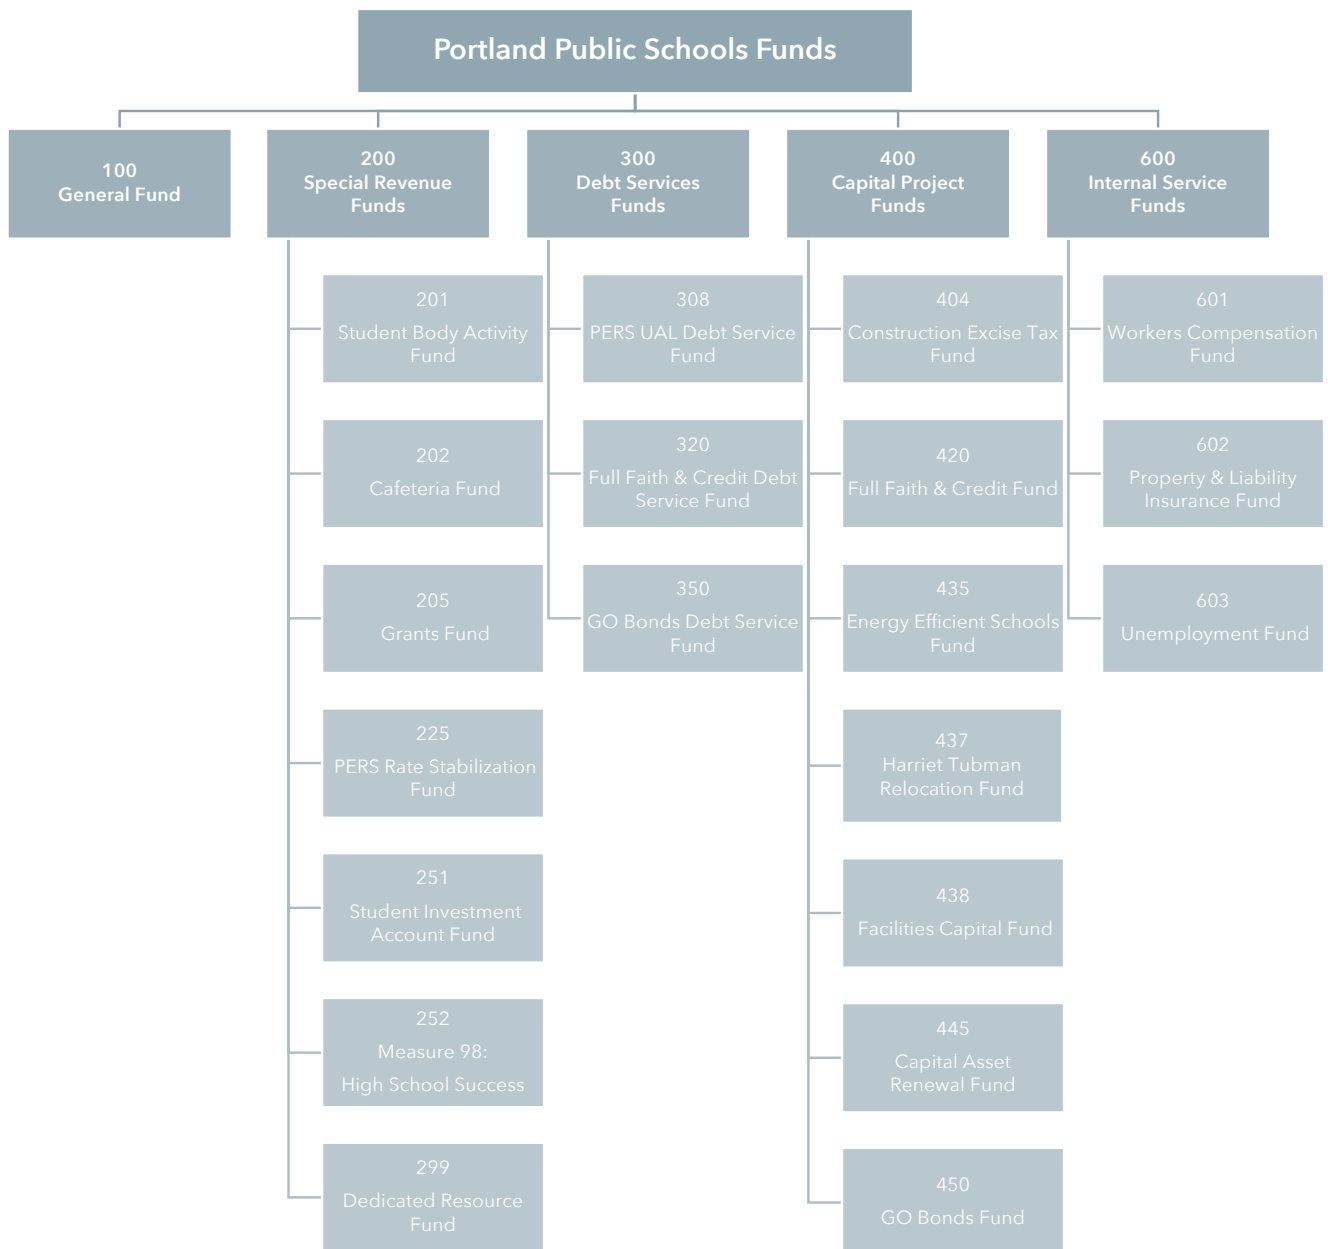 Portland Public Schools Funds
100
General Fund
200
Special Revenue
Funds
300
Debt Services
Funds
400
Capital Project
Funds
600
Internal Service
Funds
201
Student Body Activity
Fund
202
Cafeteria Fund
205
Grants Fund
225
PERS Rate Stabilization
Fund
251
Student Investment
Account Fund
252
Measure 98:
High School Success
299
Dedicated Resource
Fund
308
PERS UAL Debt Service
Fund
320
Full Faith & Credit Debt
Service Fund
350
GO Bonds Debt Service
Fund
404
Construction Excise Tax
Fund
420
Full Faith & Credit Fund
435
Energy Efficient Schools
Fund
437
Harriet Tubman
Relocation Fund
438
Facilities Capital Fund
445
Capital Asset
Renewal Fund
450
GO Bonds Fund
601
Workers Compensation
Fund
602
Property & Liability
Insurance Fund
603
Unemployment Fund